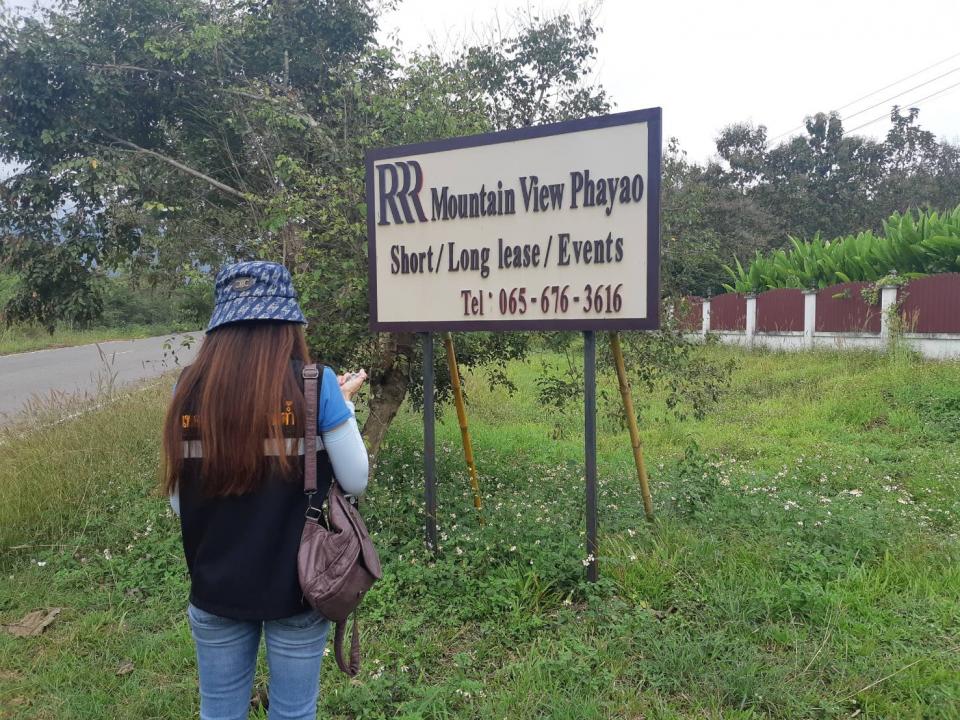 RRR Mountain View Phayao
Short/Long lease/Events
Tel : 065-676-3616